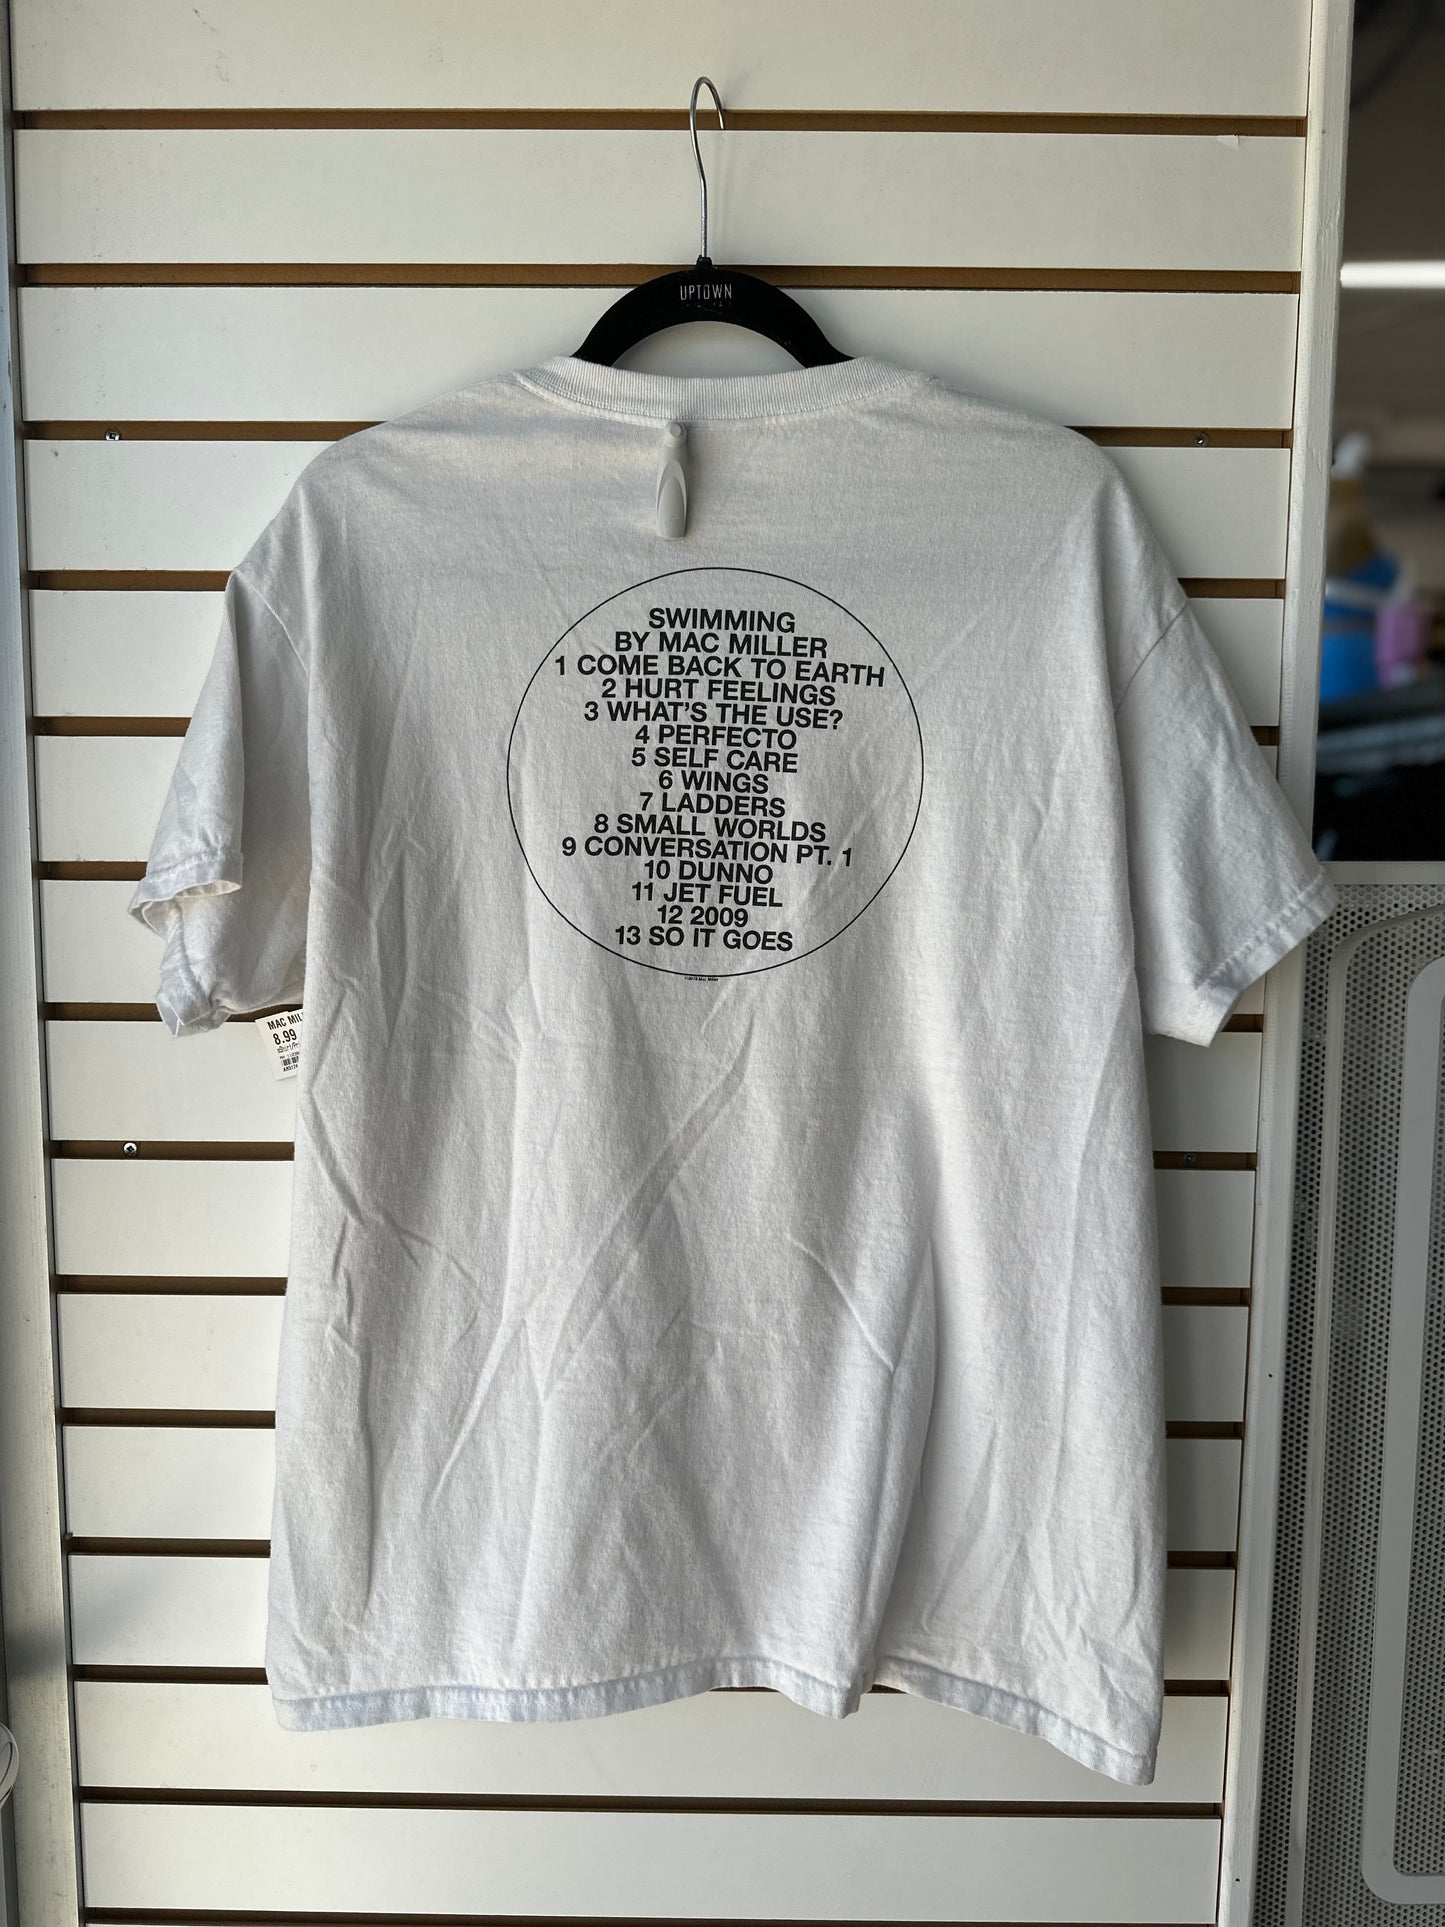 UPTOWN
SWIMMING
BY MAC MILLER
1 COME BACK TO EARTH
2 HURT FEELINGS
3 WHAT'S THE USE?
4 PERFECTO
5 SELF CARE
6 WINGS
7 LADDERS
8 SMALL WORLDS
9 CONVERSATION PT. 1
10 DUNNO
11 JET FUEL
12 2009
13 SO IT GOES
MAC MIL
8.99